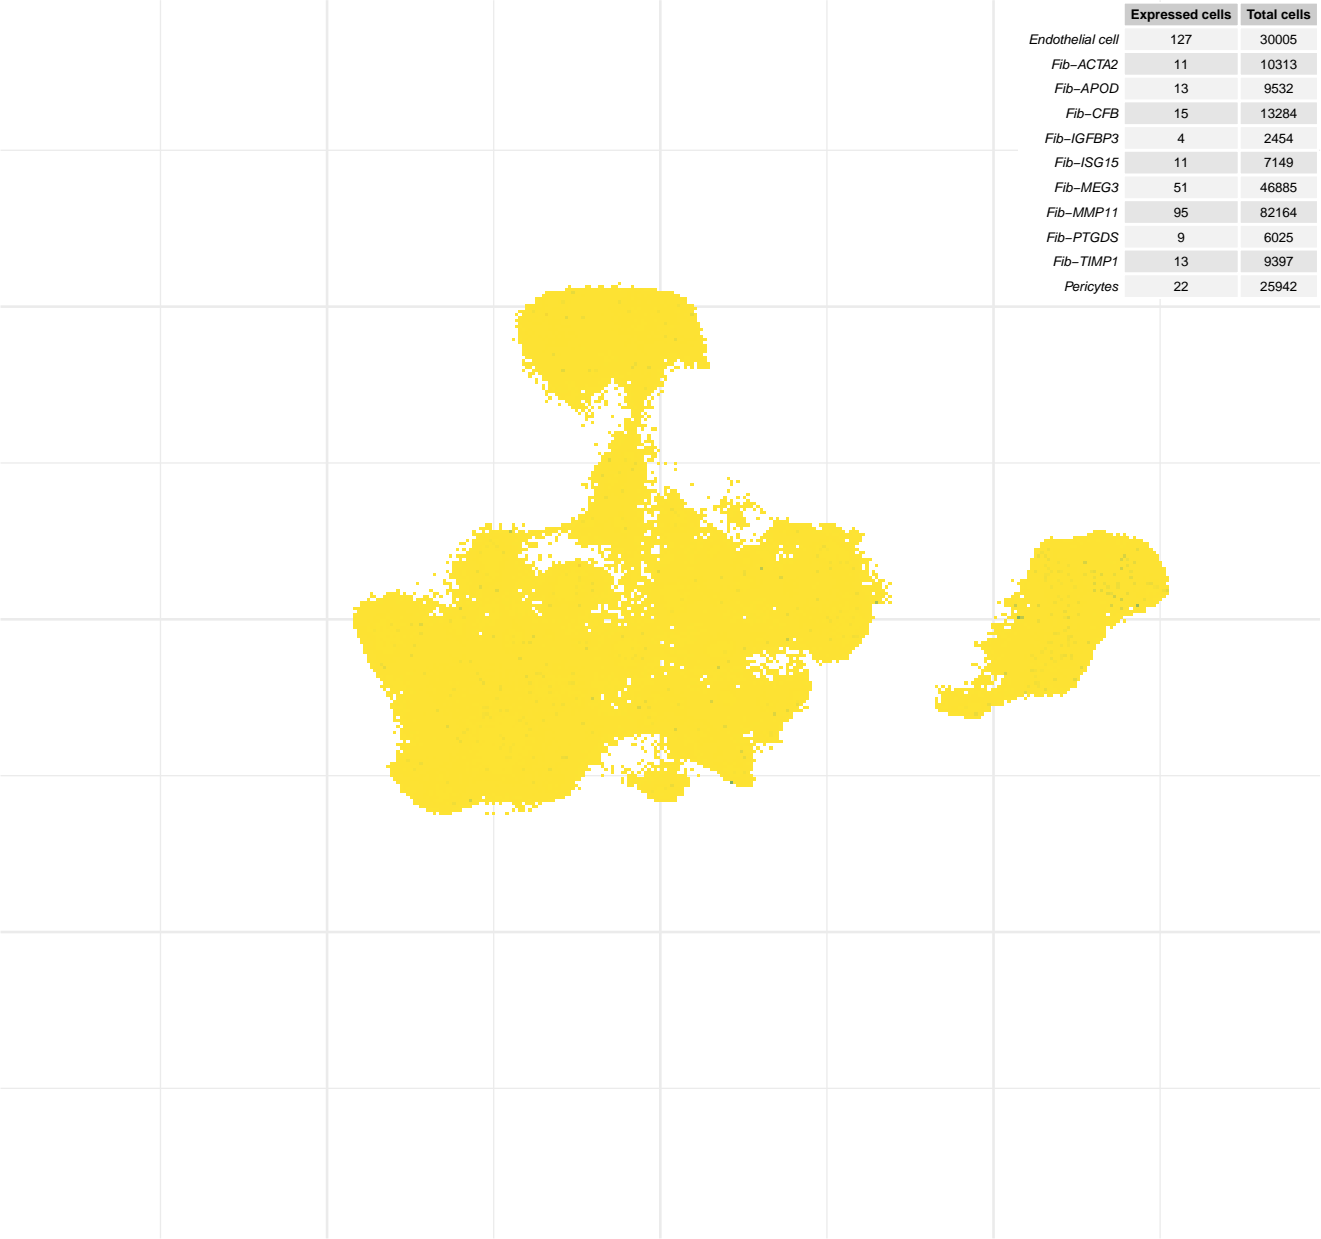 Expressed cells Total cells
Endothelial cell 127 30005
Fib−ACTA2 11 10313
Fib−APOD 13 9532
Fib−CFB 15 13284
Fib−IGFBP3 4 2454
Fib−ISG15 11 7149
Fib−MEG3 51 46885
Fib−MMP11 95 82164
Fib−PTGDS 9 6025
Fib−TIMP1 13 9397
Pericytes 22 25942